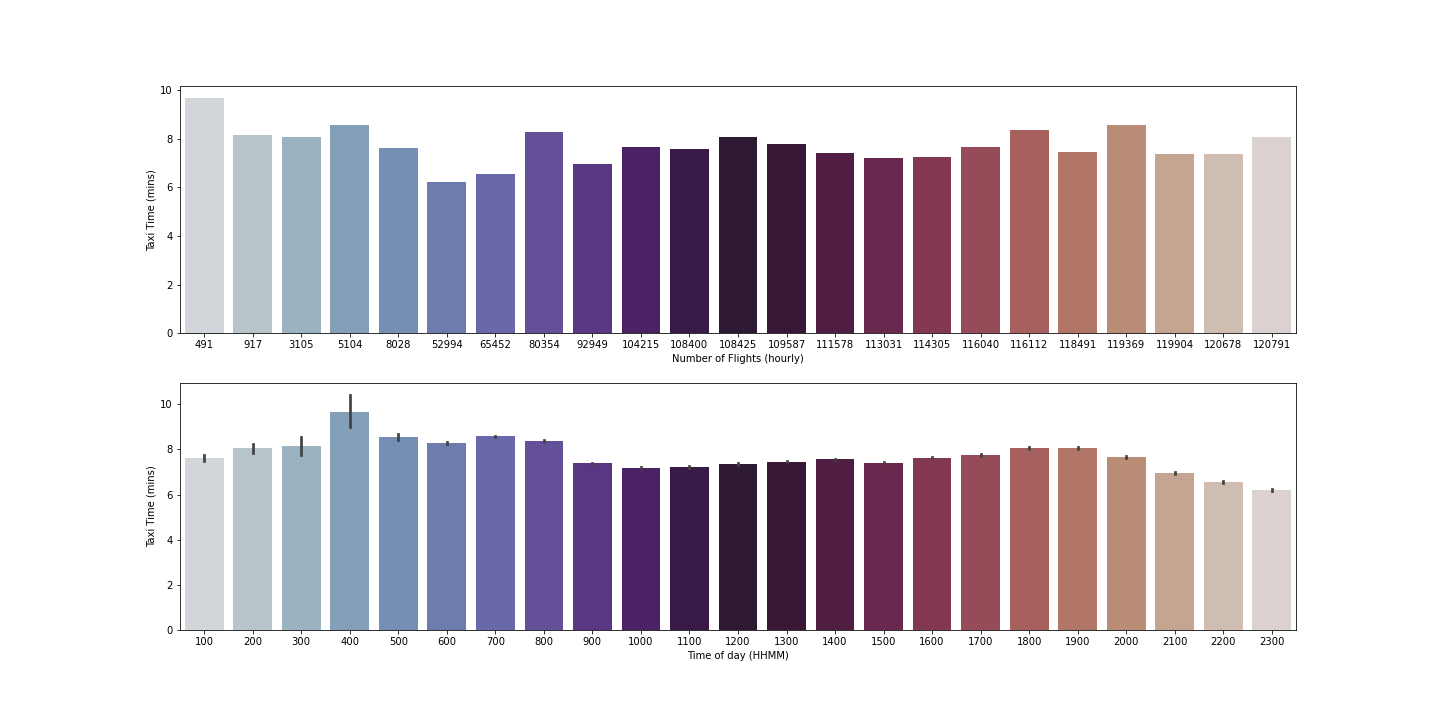 10
8
6
4
2
0
Taxi Time (mins)
491 917 3105 5104 8028 52994 65452 80354 92949 104215 108400 108425 109587 111578 113031 114305 116040 116112 118491 119369 119904 120678 120791
Number of Flights (hourly)
10
8
6
4
2
0
Taxi Time (mins)
100 200 300 400 500 600 700 800 900 1000 1100 1200 1300 1400 1500 1600 1700 1800 1900 2000 2100 2200 2300
Time of day (HHMM)